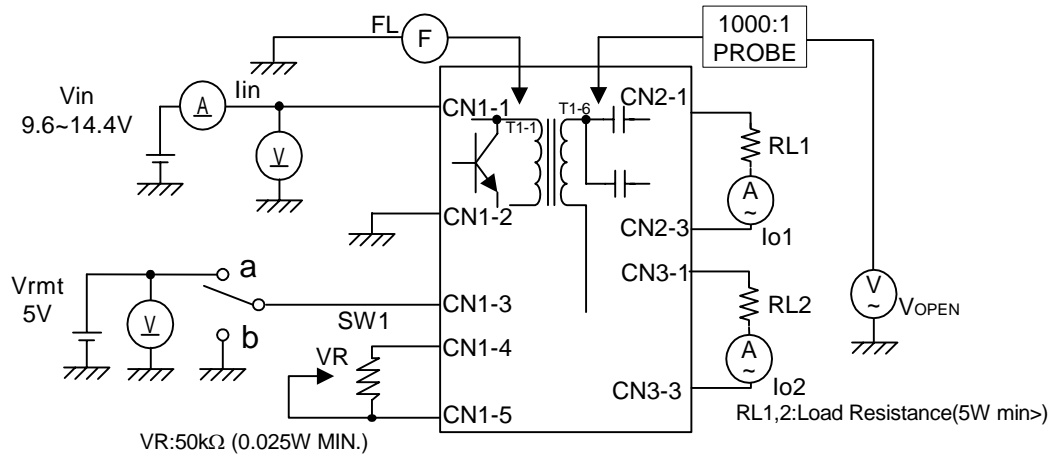 1000:1
PROBE
FL
F
Vin
9.6~14.4V
A
Iin
V
CN1-1
T1-1
T1-6
CN2-1
RL1
A
~
Io1
CN1-2
CN2-3
CN3-1
Vrmt
5V
V
a
b
SW1
CN1-3
RL2
V
~
VOPEN
CN1-4
VR
CN1-5
A
~
Io2
CN3-3
RL1,2:Load Resistance(5W min>)
VR:50kΩ (0.025W MIN.)